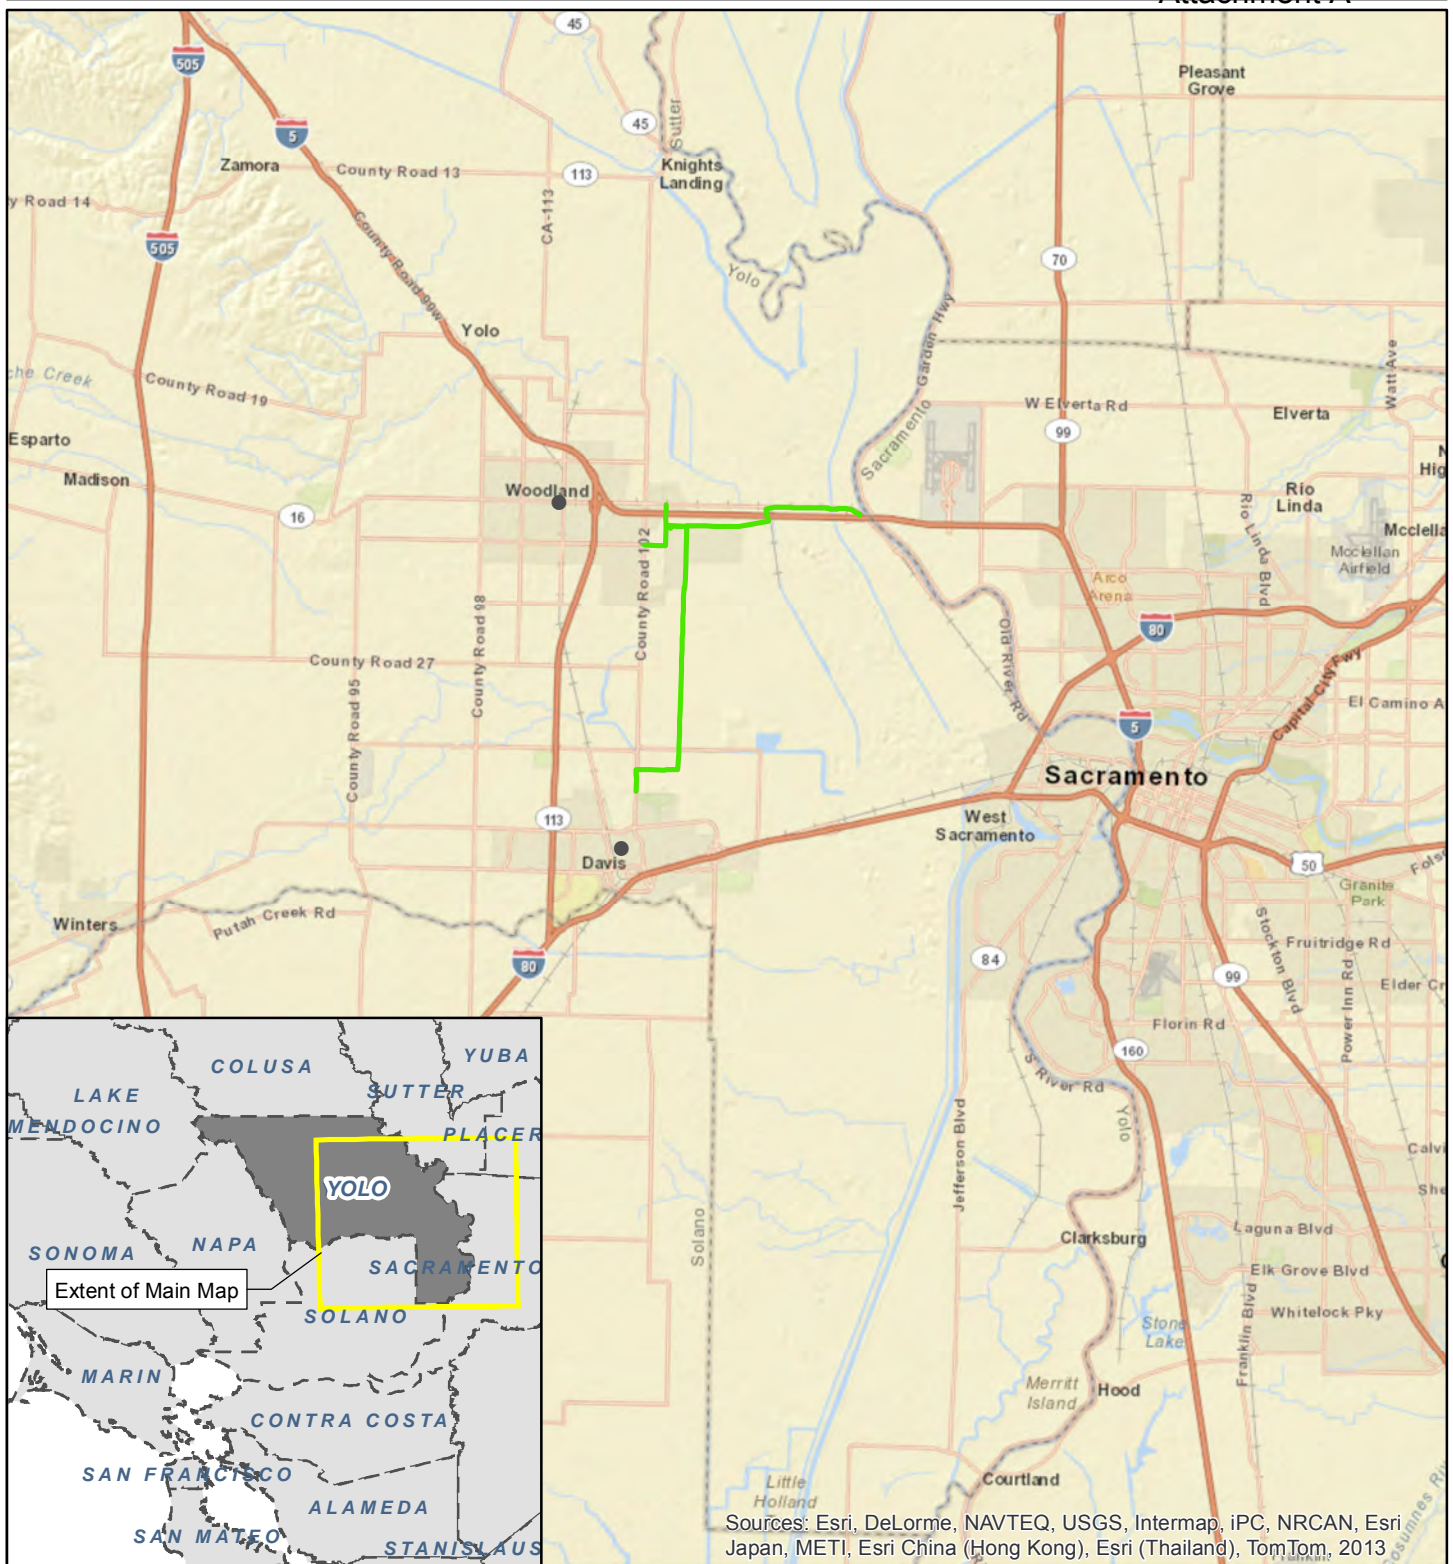 45
505
Pleasant
Grove
5
45
Sutter
Zamora
County Road 13
113
Knights
Landing
y Road 14
CA-113
505
County Road 99W
70
Yolo
Yolo
Sacramento
Garden Hwy
che Creek
County Road 19
Watt Ave
W Elverta Rd
Elverta
99
Esparto
Madison
Woodland
16
Rio
Linda
Rio Linda Blvd
Mcclella
Mcclellan
Airfield
County Road 102
Arco
Arena
80
County Road 98
County Road 27
County Road 95
Old River Rd
Capital City Fwy
El Camino A
5
Sacramento
113
West
Sacramento
Davis
50
Granite
Park
Winters
Putah Creek Rd
80
84
Stockton Blvd
Fruitridge Rd
99
Elder Cr
Power Inn Rd
Florin Rd
160
S River Rd
Yolo
Jefferson Blvd
Solano
Clarksburg
Laguna Blvd
Elk Grove Blvd
Whitelock Pky
Franklin Blvd
Stone
Lake
Merritt
Island
Hood
Courtland
Little
Holland
COLUSA
YUBA
LAKE
SUTTER
MENDOCINO
PLACER
YOLO
NAPA
SONOMA
SACRAMENTO
Extent of Main Map
SOLANO
MARIN
CONTRA COSTA
SAN FRANCISCO
ALAMEDA
SAN MATEO
STANISLAUS
Sources: Esri, DeLorme, NAVTEQ, USGS, Intermap, iPC, NRCAN, Esri
Japan, METI, Esri China (Hong Kong), Esri (Thailand), TomTom, 2013